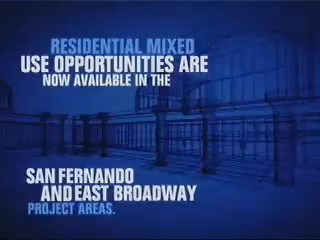 RESIDENTIAL MIXED
USE OPPORTUNITIES ARE
NOW AVAILABLE IN THE
SAN FERNANDO
AND EAST BROADWAY
PROJECT AREAS.